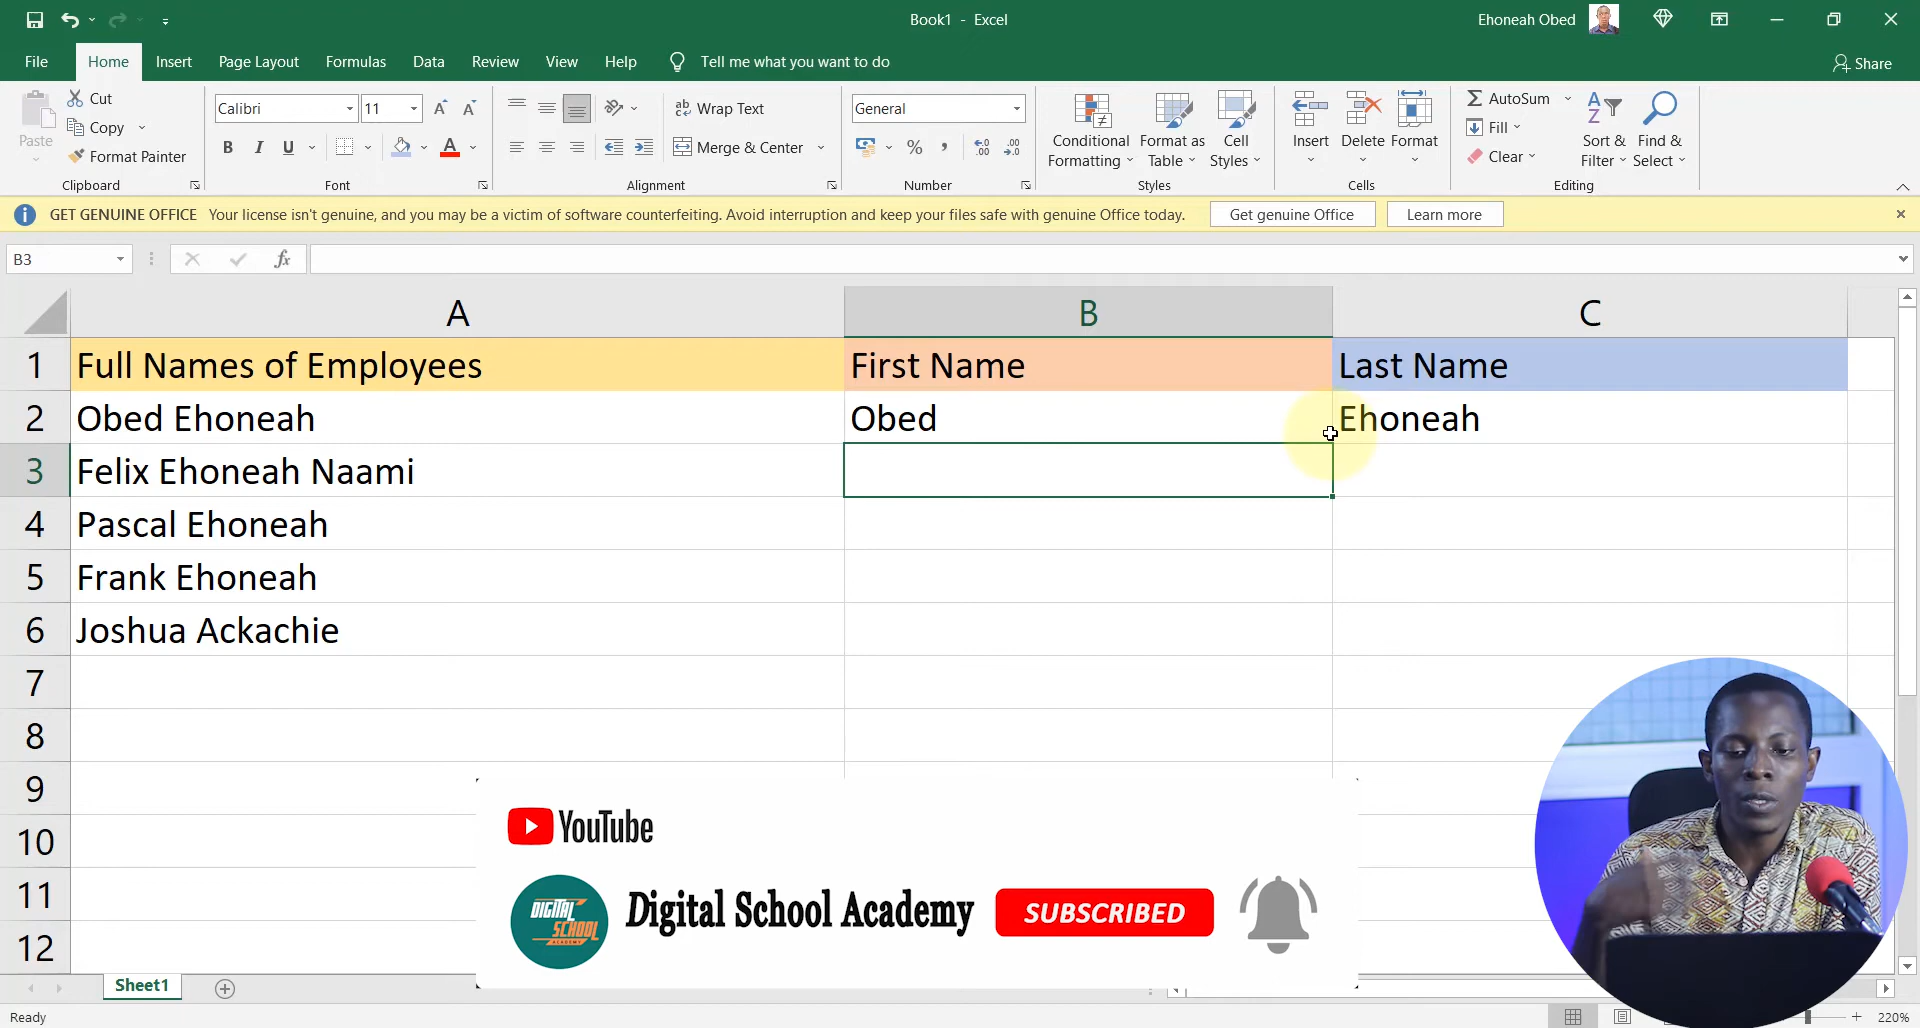 Book1 - Excel
Ehoneah Obed
File Home Insert Page Layout Formulas Data Review View Help Tell me what you want to do
Share
Paste
Cut
Copy
Format Painter
Clipboard
Calibri 11
B I U A
Font
ab Wrap Text
Merge & Center
Alignment
General
% ,
Number
Conditional Formatting
Format as Table
Cell Styles
Styles
Insert
Delete
Format
Cells
AutoSum
Fill
Clear
Sort & Filter
Find & Select
Editing
GET GENUINE OFFICE Your license isn't genuine, and you may be a victim of software counterfeiting. Avoid interruption and keep your files safe with genuine Office today. Get genuine Office Learn more
B3 fx
A B C
1 Full Names of Employees First Name Last Name
2 Obed Ehoneah Obed Ehoneah
3 Felix Ehoneah Naami
4 Pascal Ehoneah
5 Frank Ehoneah
6 Joshua Ackachie
7
8
9
10
11
12
YouTube
DIGITAL SCHOOL ACADEMY
Digital School Academy SUBSCRIBED
Sheet1
Ready
220%